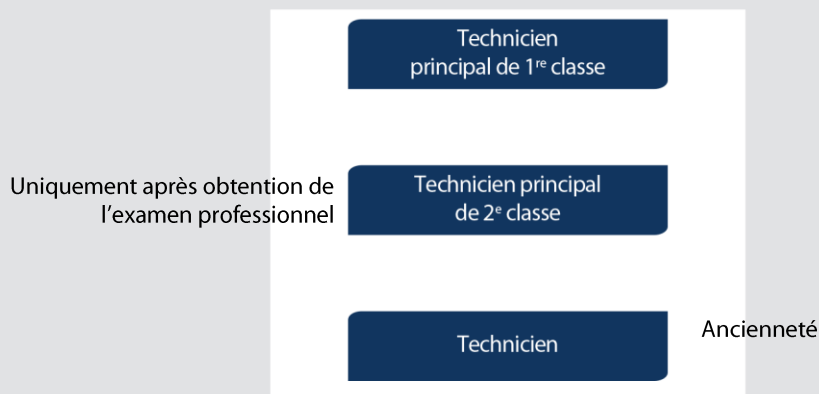 Technicien
principal de 1re classe
Uniquement après obtention de
l'examen professionnel
Technicien principal
de 2e classe
Ancienneté
Technicien